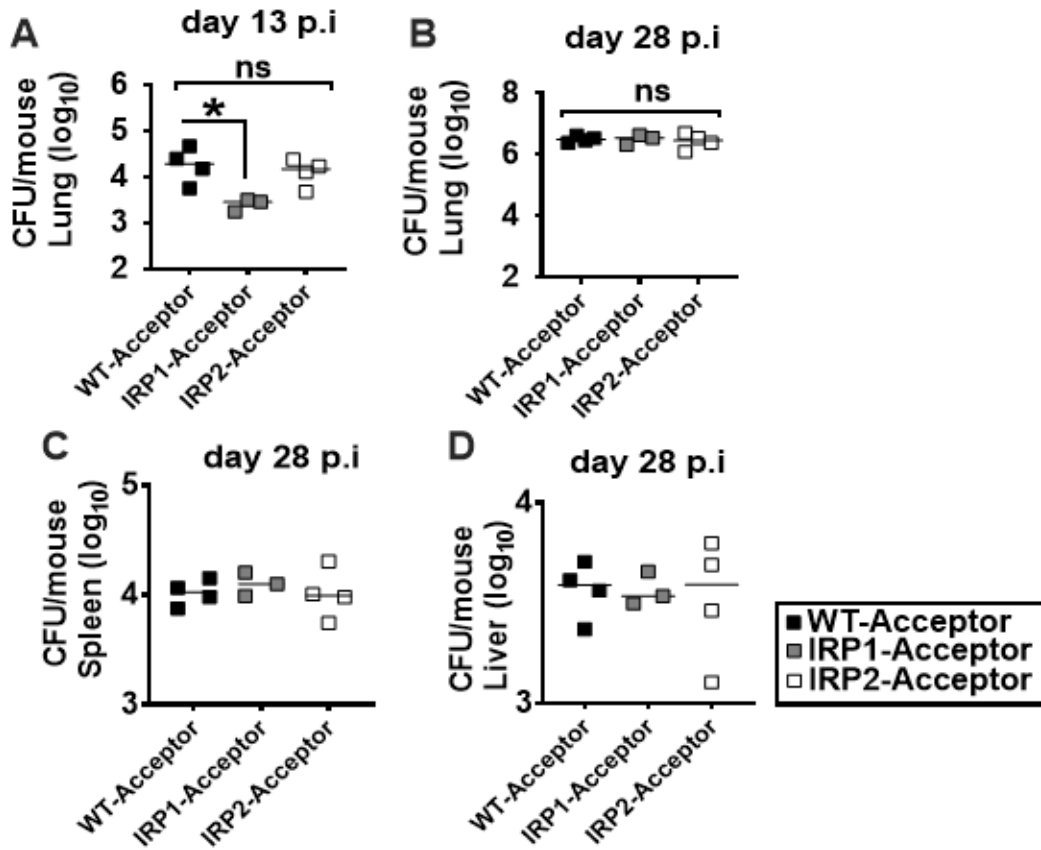 A
day 13 p.i
ns
*
6
5
4
3
2
CFU/mouse
Lung (log10)
WT-Acceptor
IRP1-Acceptor
IRP2-Acceptor
B
day 28 p.i
ns
8
6
4
2
CFU/mouse
Lung (log10)
WT-Acceptor
IRP1-Acceptor
IRP2-Acceptor
C
day 28 p.i
5
4
3
CFU/mouse
Spleen (log10)
WT-Acceptor
IRP1-Acceptor
IRP2-Acceptor
D
day 28 p.i
4
3
CFU/mouse
Liver (log10)
WT-Acceptor
IRP1-Acceptor
IRP2-Acceptor
WT-Acceptor
IRP1-Acceptor
IRP2-Acceptor